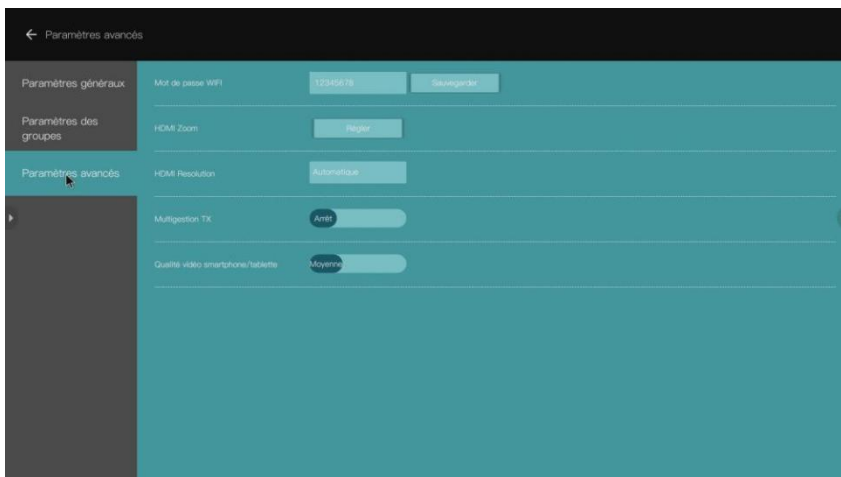 Paramètres avancés
Paramètres généraux
Mot de passe WIFI
12345678
Sauvegarder
Paramètres des
groupes
HDMI Zoom
Régler
Paramètres avancés
HDMI Resolution
Automatique
Multigestion TX
Arrêt
Qualité vidéo smartphone/tablette
Moyenne